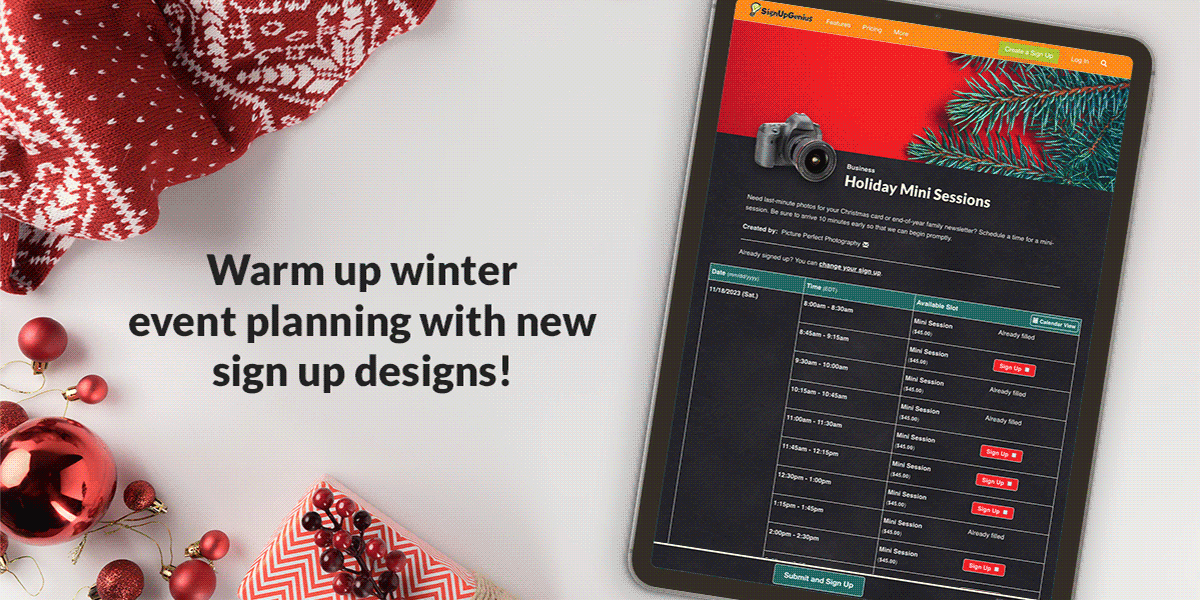 Warm up winter
event planning with new
sign up designs!
SignUpGenius
Features Pricing More
Create a Sign Up
Log In
Business
Holiday Mini Sessions
Need last-minute photos for your Christmas card or end-of-year family newsletter? Schedule a time for a mini-
session. Be sure to arrive 10 minutes early so that we can begin promptly.
Created by: Picture Perfect Photography
Already signed up? You can change your sign up
Calendar View
Date (mm/dd/yyyy) Time (EDT) Available Slot
11/18/2023 (Sat.) 8:00am - 8:30am Mini Session Already filled
($45.00)
8:45am - 9:15am Mini Session Sign Up
($45.00)
9:30am - 10:00am Mini Session Already filled
($45.00)
10:15am - 10:45am Mini Session Already filled
($45.00)
11:00am - 11:30am Mini Session Sign Up
($45.00)
11:45am - 12:15pm Mini Session Sign Up
($45.00)
12:30pm - 1:00pm Mini Session Sign Up
($45.00)
1:15pm - 1:45pm Mini Session Already filled
($45.00)
2:00pm - 2:30pm Mini Session Sign Up
($45.00)
Submit and Sign Up